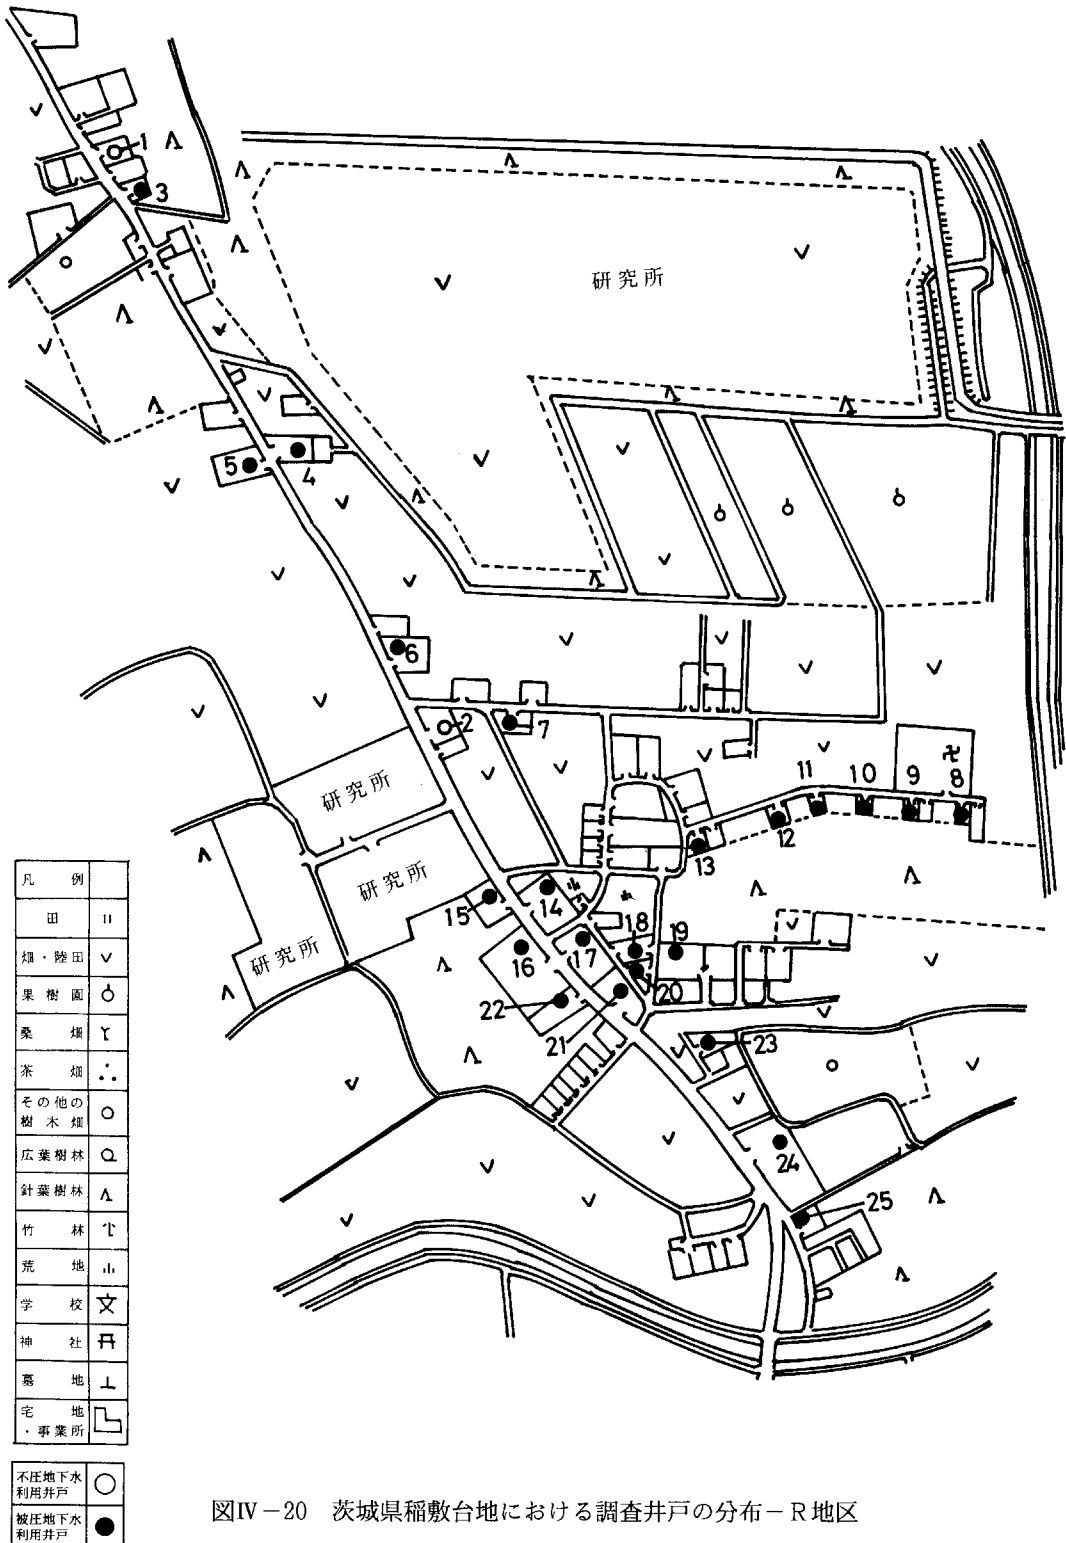 1
3
研究所
5
4
6
2
7
研究所
11
10
9
8
12
13
研究所
15
14
18
19
16
17
研究所
20
22
21
23
24
25
凡例
田
畑・陸田
果樹園
桑畑
茶畑
その他の
樹木畑
広葉樹林
針葉樹林
竹林
荒地
学校
文
神社
墓地
宅地
・事業所
不圧地下水
利用井戸
被圧地下水
利用井戸
図Ⅳ－20 茨城県稲敷台地における調査井戸の分布－R地区